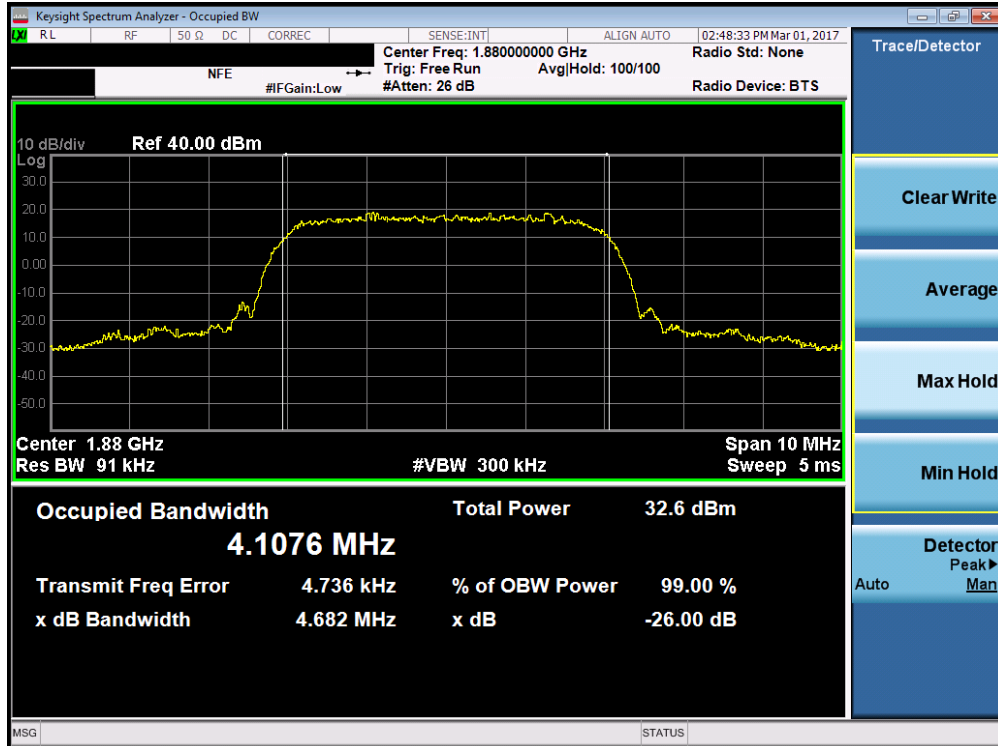 Keysight Spectrum Analyzer - Occupied BW
LXI RL RF 50 Ω DC CORREC SENSE:INT ALIGN AUTO 02:48:33 PM Mar 01, 2017
Center Freq: 1.880000000 GHz Radio Std: None
NFE Trig: Free Run Avg|Hold: 100/100
#IFGain:Low #Atten: 26 dB Radio Device: BTS
10 dB/div Ref 40.00 dBm
Log
30.0
20.0
10.0
0.00
-10.0
-20.0
-30.0
-40.0
-50.0
Center 1.88 GHz Span 10 MHz
Res BW 91 kHz #VBW 300 kHz Sweep 5 ms
Occupied Bandwidth Total Power 32.6 dBm
4.1076 MHz
Transmit Freq Error 4.736 kHz % of OBW Power 99.00 %
x dB Bandwidth 4.682 MHz x dB -26.00 dB
MSG STATUS
Trace/Detector
Clear Write
Average
Max Hold
Min Hold
Detector
Peak▶
Auto Man